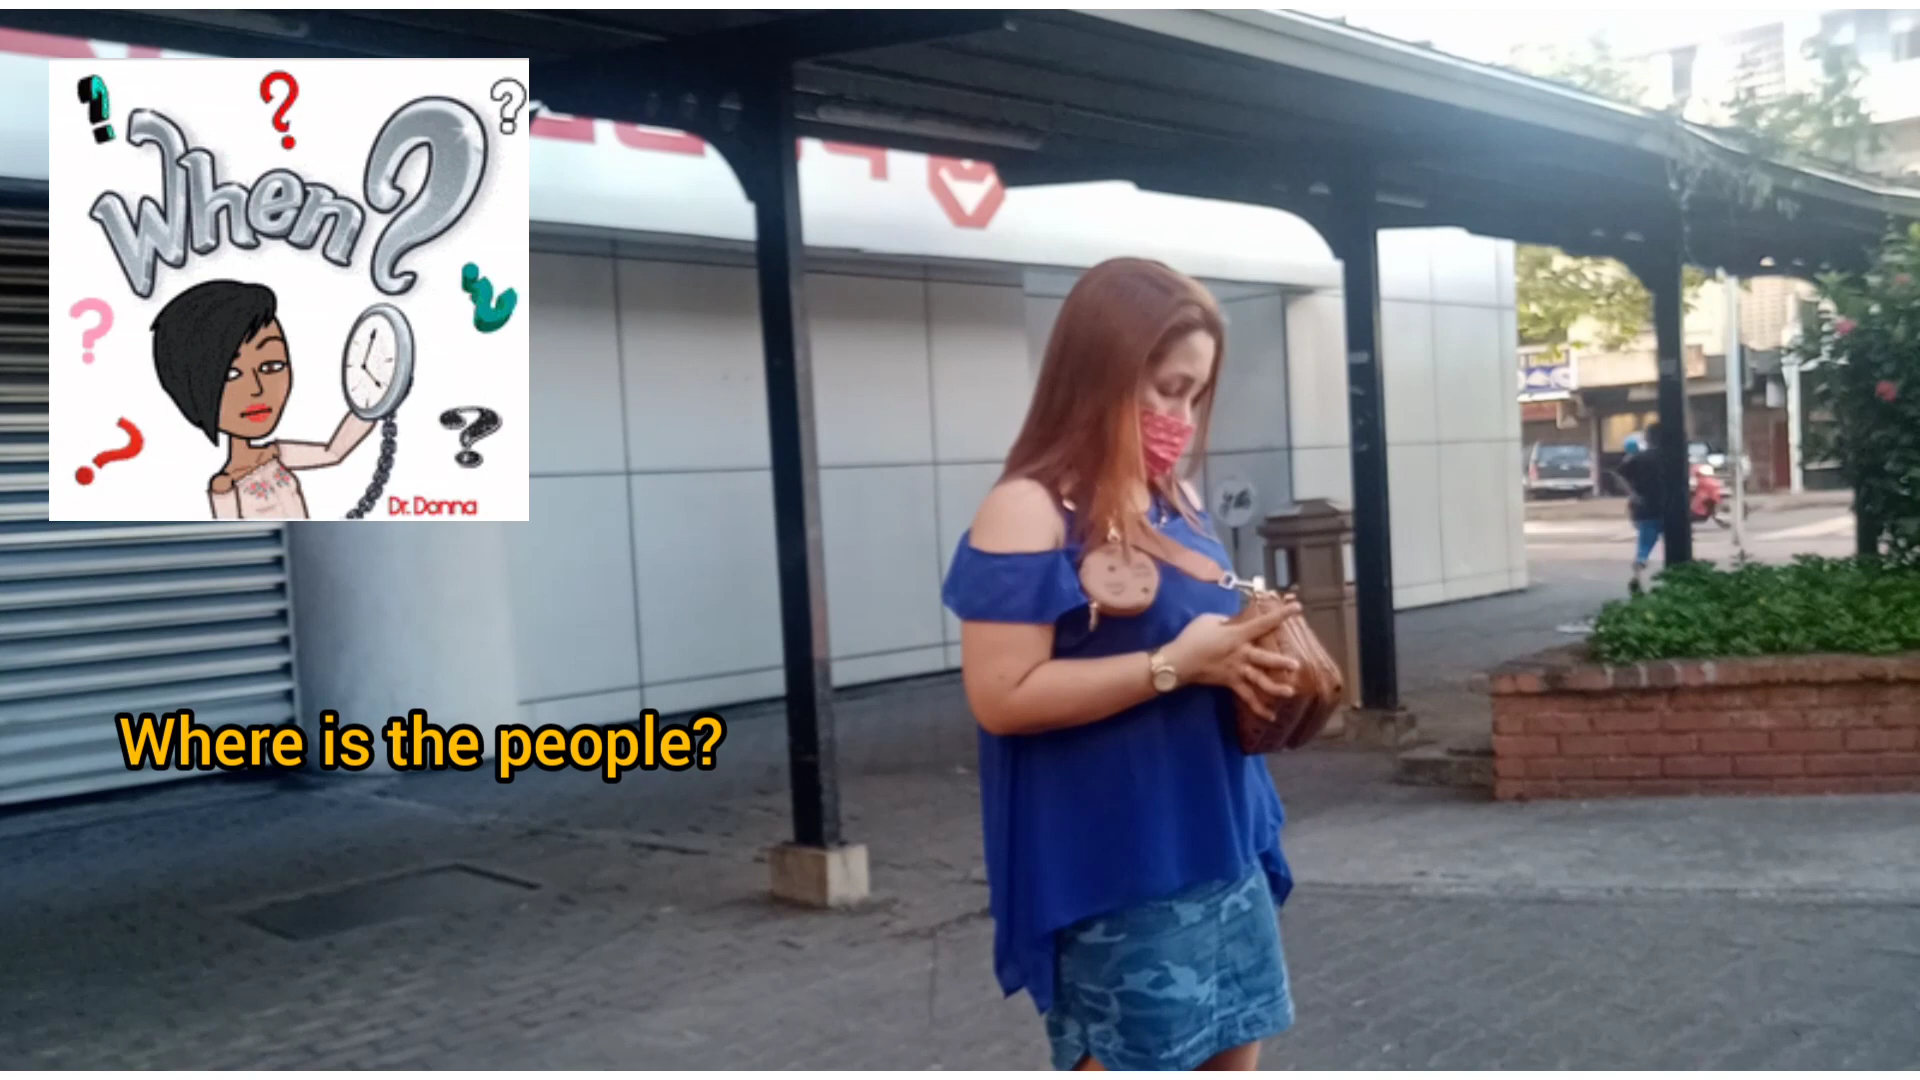 When?
Dr. Donna
Where is the people?